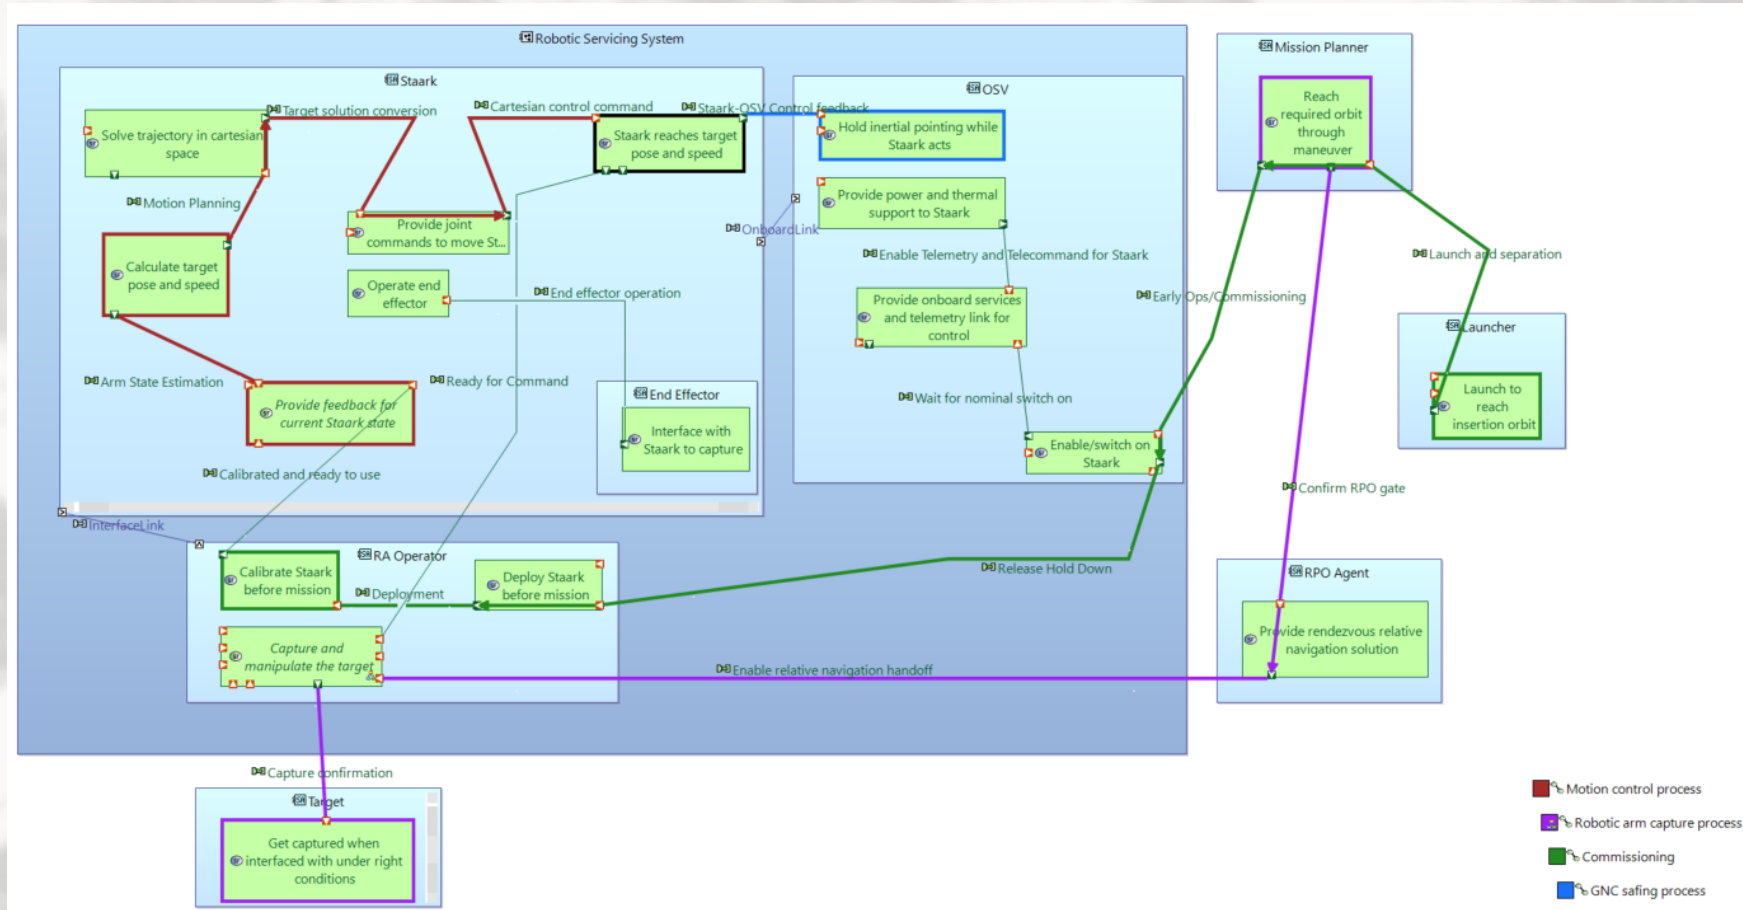 Robotic Servicing System
Staark
Target solution conversion
Cartesian control command
Staark-OSV Control feedback
Solve trajectory in cartesian
space
Staark reaches target
pose and speed
Motion Planning
Provide joint
commands to move St...
Calculate target
pose and speed
Operate end
effector
End effector operation
Arm State Estimation
Ready for Command
Provide feedback for
current Staark state
End Effector
Interface with
Staark to capture
Calibrated and ready to use
InterfaceLink
OnboardLink
OSV
Hold inertial pointing while
Staark acts
Provide power and thermal
support to Staark
Enable Telemetry and Telecommand for Staark
Provide onboard services
and telemetry link for
control
Wait for nominal switch on
Enable/switch on
Staark
Early Ops/Commissioning
Mission Planner
Reach
required orbit
through
maneuver
Launch and separation
Launcher
Launch to
reach
insertion orbit
Confirm RPO gate
RA Operator
Calibrate Staark
before mission
Deployment
Deploy Staark
before mission
Release Hold Down
Capture and
manipulate the target
Enable relative navigation handoff
RPO Agent
Provide rendezvous relative
navigation solution
Capture confirmation
Target
Get captured when
interfaced with under right
conditions
Motion control process
Robotic arm capture process
Commissioning
GNC safing process